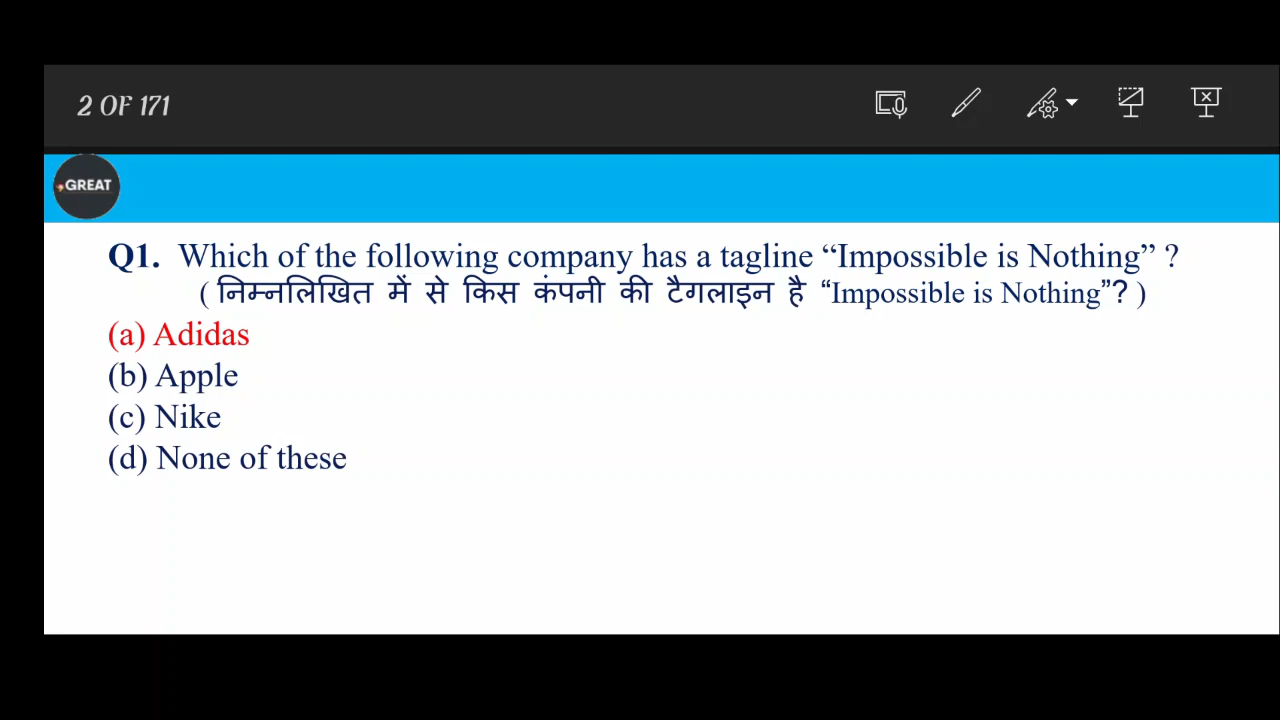 2 OF 171
GREAT
Q1. Which of the following company has a tagline “Impossible is Nothing” ?
( निम्नलिखित में से किस कंपनी की टैगलाइन है “Impossible is Nothing”? )
(a) Adidas
(b) Apple
(c) Nike
(d) None of these